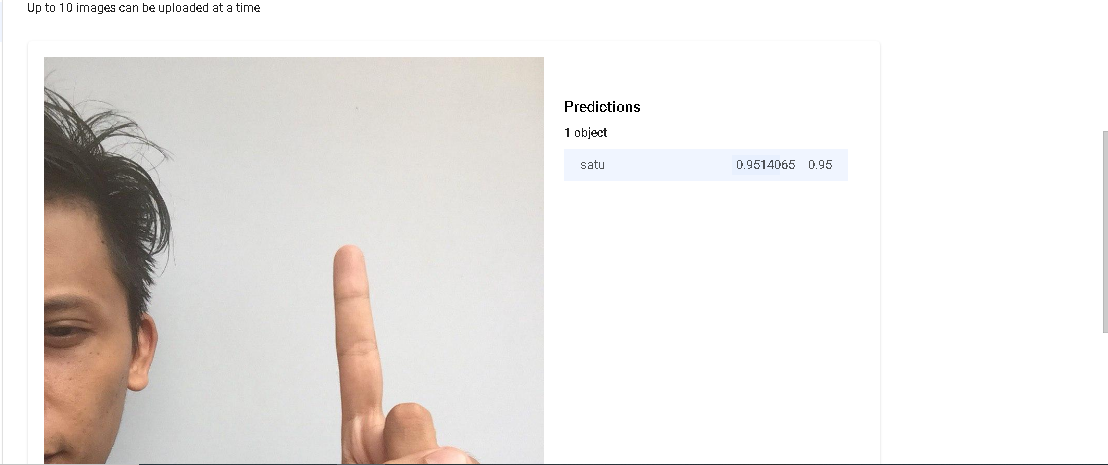 Up to 10 images can be uploaded at a time
Predictions
1 object
satu 0.9514065 0.95